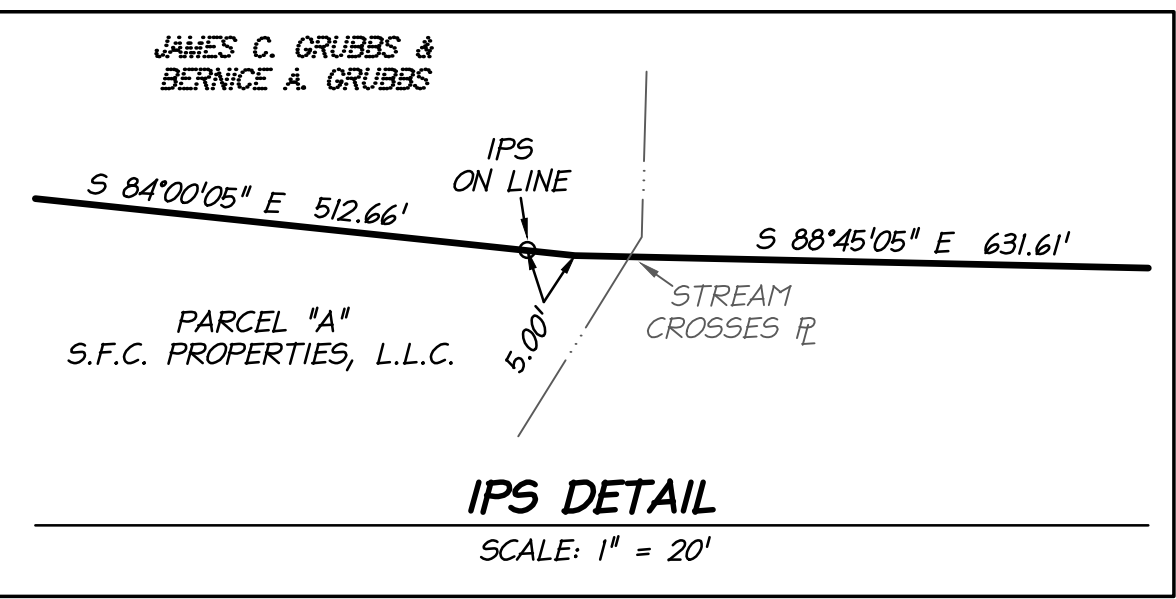 JAMES C. GRUBBS &
BERNICE A. GRUBBS
IPS
ON LINE
S 84°00'05" E 512.66'
S 88°45'05" E 631.61'
STREAM
CROSSES ⅊
PARCEL "A"
S.F.C. PROPERTIES, L.L.C.
5.00'
IPS DETAIL
SCALE: 1" = 20'